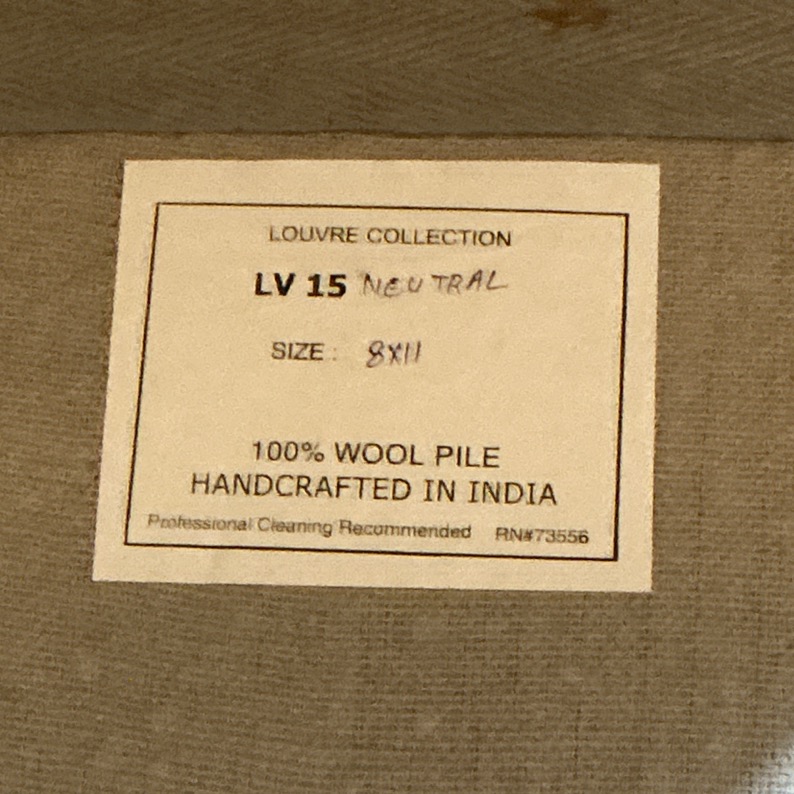 LOUVRE COLLECTION
LV 15 NEUTRAL
SIZE : 8X11
100% WOOL PILE
HANDCRAFTED IN INDIA
Professional Cleaning Recommended RN#73556